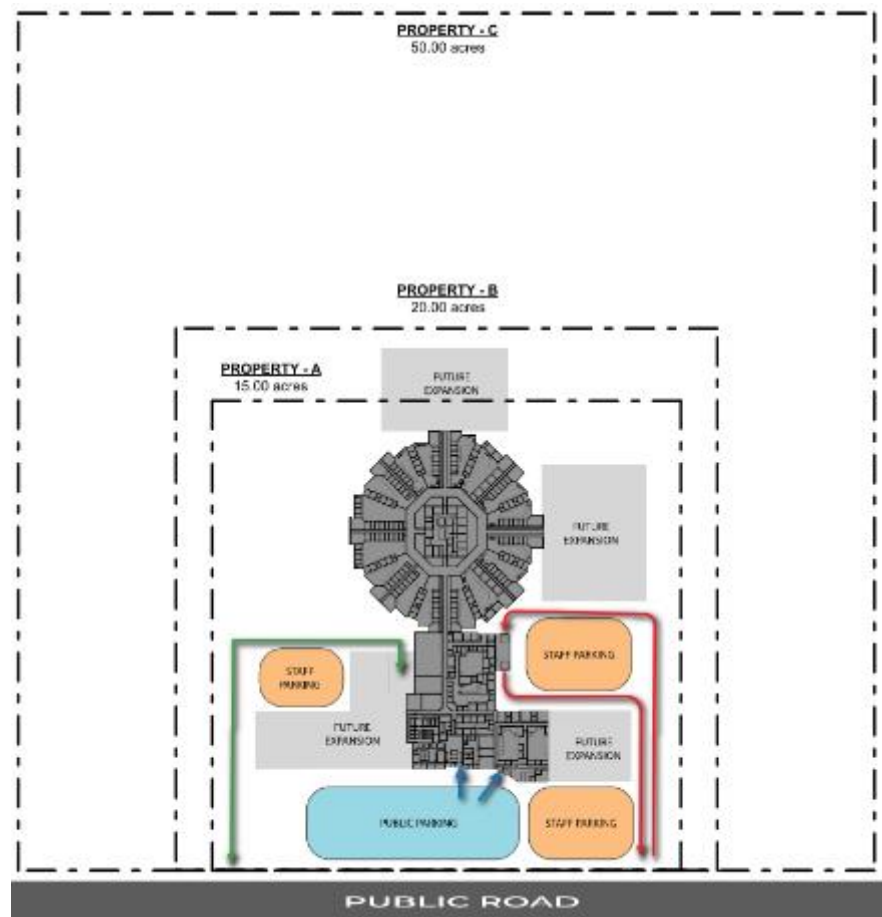 PROPERTY - C
50.00 acres
PROPERTY - B
20.00 acres
PROPERTY - A
15.00 acres
FUTURE
EXPANSION
FUTURE
EXPANSION
STAFF
PARKING
STAFF PARKING
FUTURE
EXPANSION
FUTURE
EXPANSION
PUBLIC PARKING
STAFF PARKING
PUBLIC ROAD